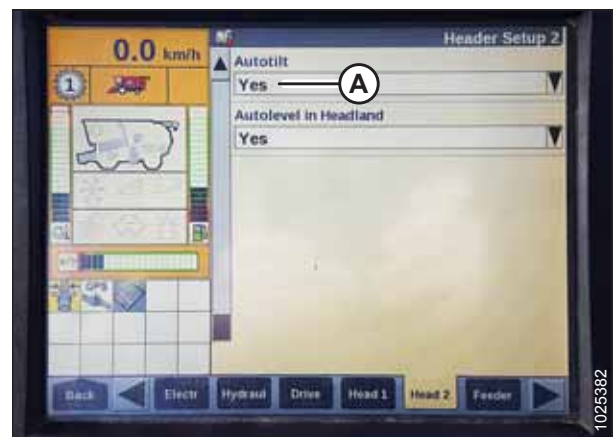 Header Setup 2
0.0 km/h
Autotilt
1
Yes
A
Autolevel in Headland
Yes
Back
Electr
Hydraul
Drive
Head 1
Head 2
Feeder
1025382